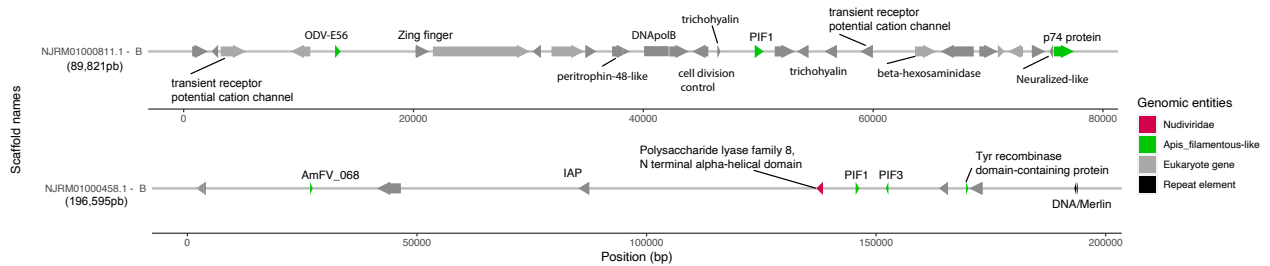 Scaffold names
NJRM01000811.1 - B
(89,821pb)
transient receptor
potential cation channel
ODV-E56
Zing finger
peritrophin-48-like
DNApolB
cell division
control
trichohyalin
PIF1
trichohyalin
transient receptor
potential cation channel
beta-hexosaminidase
Neuralized-like
p74 protein
0
20000
40000
60000
80000
NJRM01000458.1 - B
(196,595pb)
AmFV_068
IAP
Polysaccharide lyase family 8,
N terminal alpha-helical domain
PIF1
PIF3
Tyr recombinase
domain-containing protein
DNA/Merlin
0
50000
100000
150000
200000
Position (bp)
Genomic entities
Nudiviridae
Apis_filamentous-like
Eukaryote gene
Repeat element